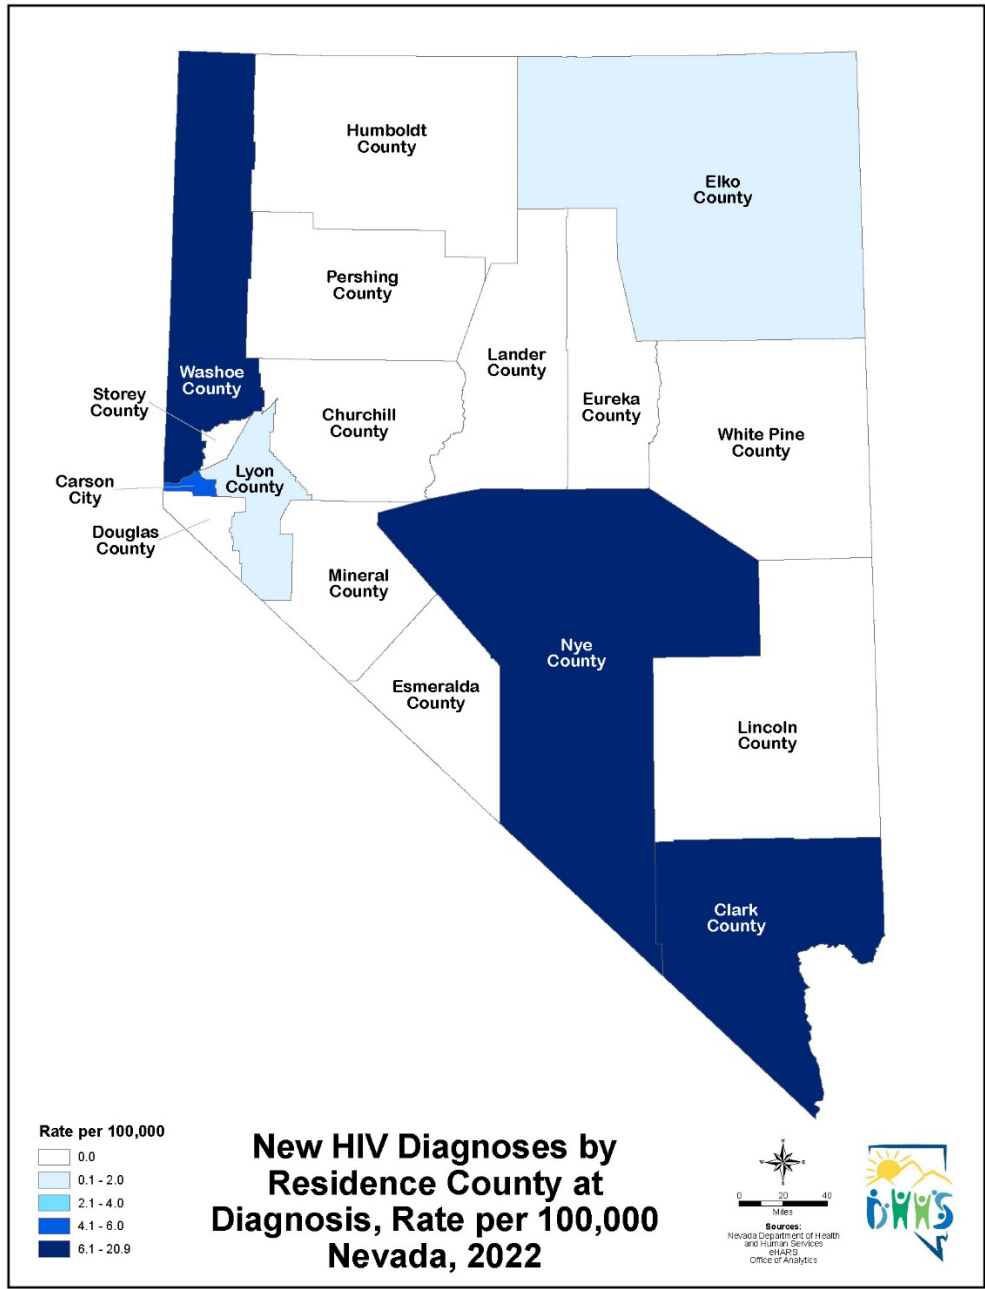 Humboldt
County
Elko
County
Pershing
County
Lander
County
Washoe
County
Storey
County
Eureka
County
Churchill
County
White Pine
County
Lyon
County
Carson
City
Douglas
County
Mineral
County
Nye
County
Esmeralda
County
Lincoln
County
Clark
County
Rate per 100,000
0.0
0.1 - 2.0
2.1 - 4.0
4.1 - 6.0
6.1 - 20.9
New HIV Diagnoses by
Residence County at
Diagnosis, Rate per 100,000
Nevada, 2022
0 20 40
Miles
Sources:
Nevada Department of Health
and Human Services
eHARS
Office of Analytics
DHHS